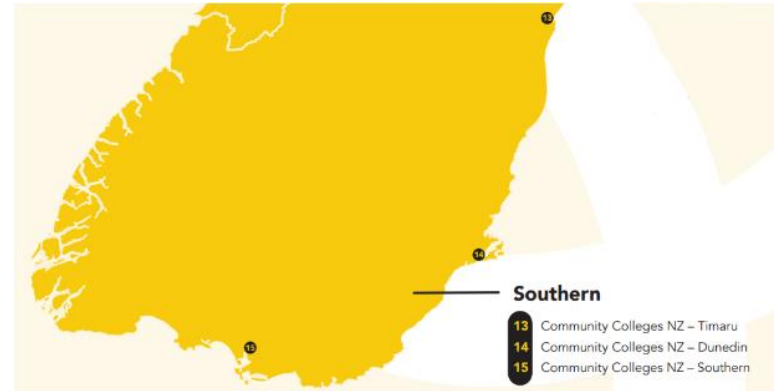 13
14
15
Southern
13 Community Colleges NZ – Timaru
14 Community Colleges NZ – Dunedin
15 Community Colleges NZ – Southern